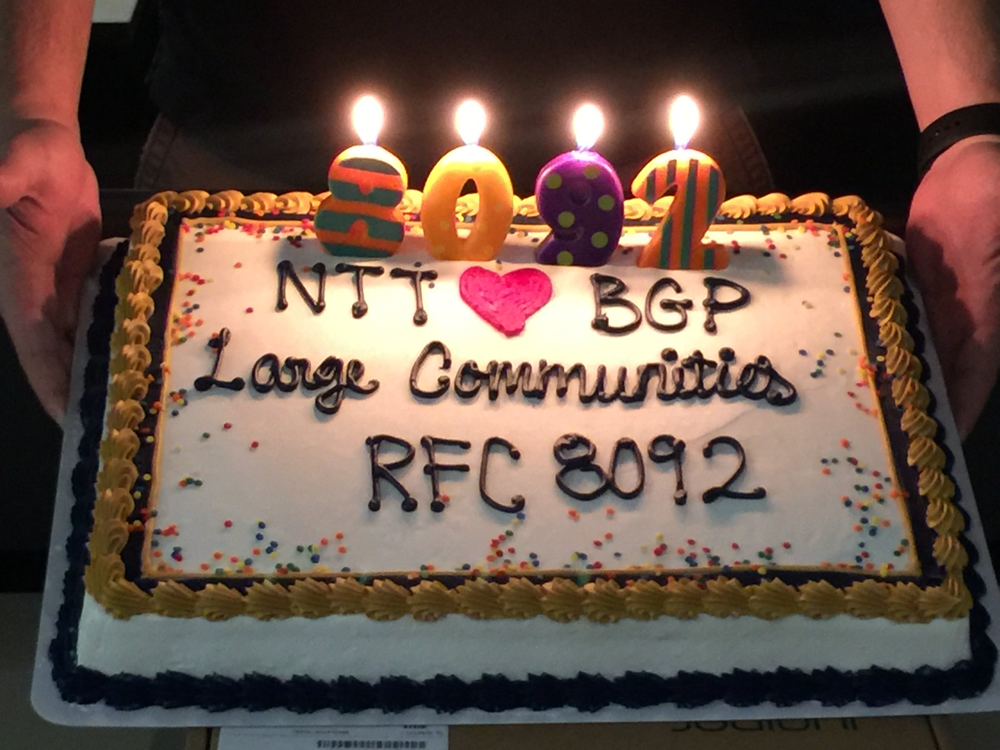 8092
NTT ❤ BGP
Large Communities
RFC 8092